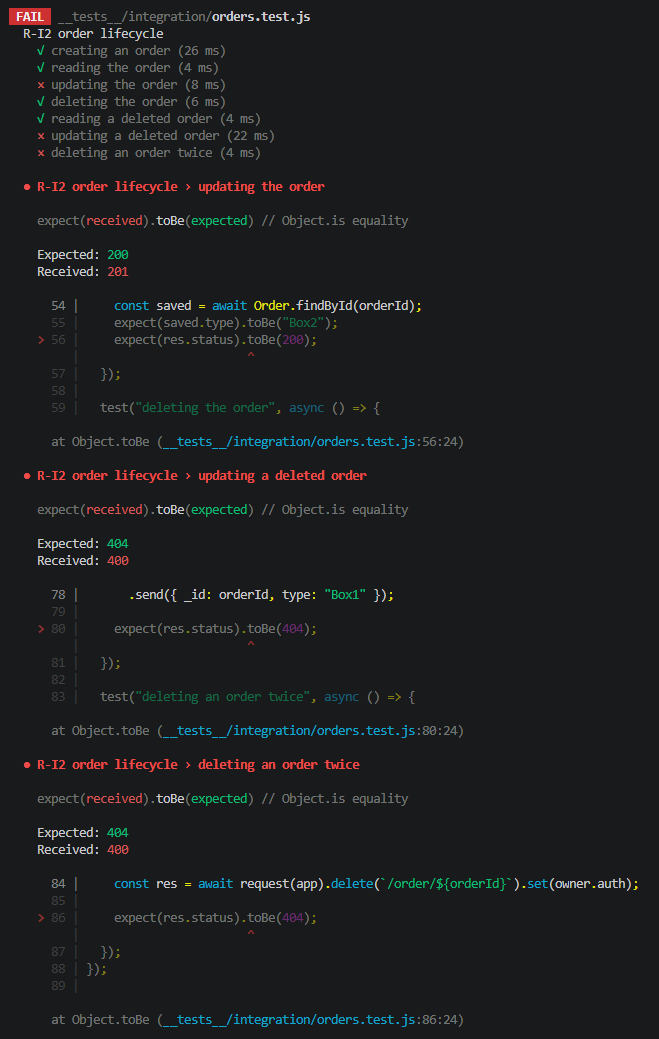 FAIL __tests__/integration/orders.test.js
R-I2 order lifecycle
√ creating an order (26 ms)
√ reading the order (4 ms)
× updating the order (8 ms)
√ deleting the order (6 ms)
√ reading a deleted order (4 ms)
× updating a deleted order (22 ms)
× deleting an order twice (4 ms)
● R-I2 order lifecycle › updating the order
expect(received).toBe(expected) // Object.is equality
Expected: 200
Received: 201
54 |     const saved = await Order.findById(orderId);
55 |     expect(saved.type).toBe("Box2");
> 56 |     expect(res.status).toBe(200);
|                        ^
57 |   });
58 |
59 |   test("deleting the order", async () => {
at Object.toBe (__tests__/integration/orders.test.js:56:24)
● R-I2 order lifecycle › updating a deleted order
expect(received).toBe(expected) // Object.is equality
Expected: 404
Received: 400
78 |       .send({ _id: orderId, type: "Box1" });
79 |
> 80 |     expect(res.status).toBe(404);
|                        ^
81 |   });
82 |
83 |   test("deleting an order twice", async () => {
at Object.toBe (__tests__/integration/orders.test.js:80:24)
● R-I2 order lifecycle › deleting an order twice
expect(received).toBe(expected) // Object.is equality
Expected: 404
Received: 400
84 |     const res = await request(app).delete(`/order/${orderId}`).set(owner.auth);
85 |
> 86 |     expect(res.status).toBe(404);
|                        ^
87 |   });
88 | });
89 |
at Object.toBe (__tests__/integration/orders.test.js:86:24)